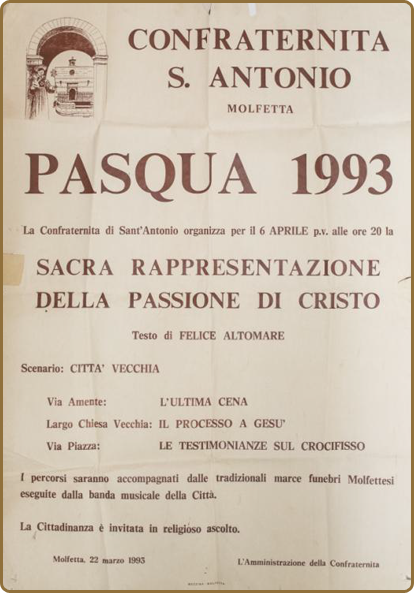 CONFRATERNITA
S. ANTONIO
MOLFETTA
PASQUA 1993
La Confraternita di Sant'Antonio organizza per il 6 APRILE p.v. alle ore 20 la
SACRA RAPPRESENTAZIONE
DELLA PASSIONE DI CRISTO
Testo di FELICE ALTOMARE
Scenario: CITTA' VECCHIA
Via Amente: L'ULTIMA CENA
Largo Chiesa Vecchia: IL PROCESSO A GESU'
Via Piazza: LE TESTIMONIANZE SUL CROCIFISSO
I percorsi saranno accompagnati dalle tradizionali marce funebri Molfettesi
eseguite dalla banda musicale della Città.
La Cittadinanza è invitata in religioso ascolto.
Molfetta, 22 marzo 1993 L'Amministrazione della Confraternita